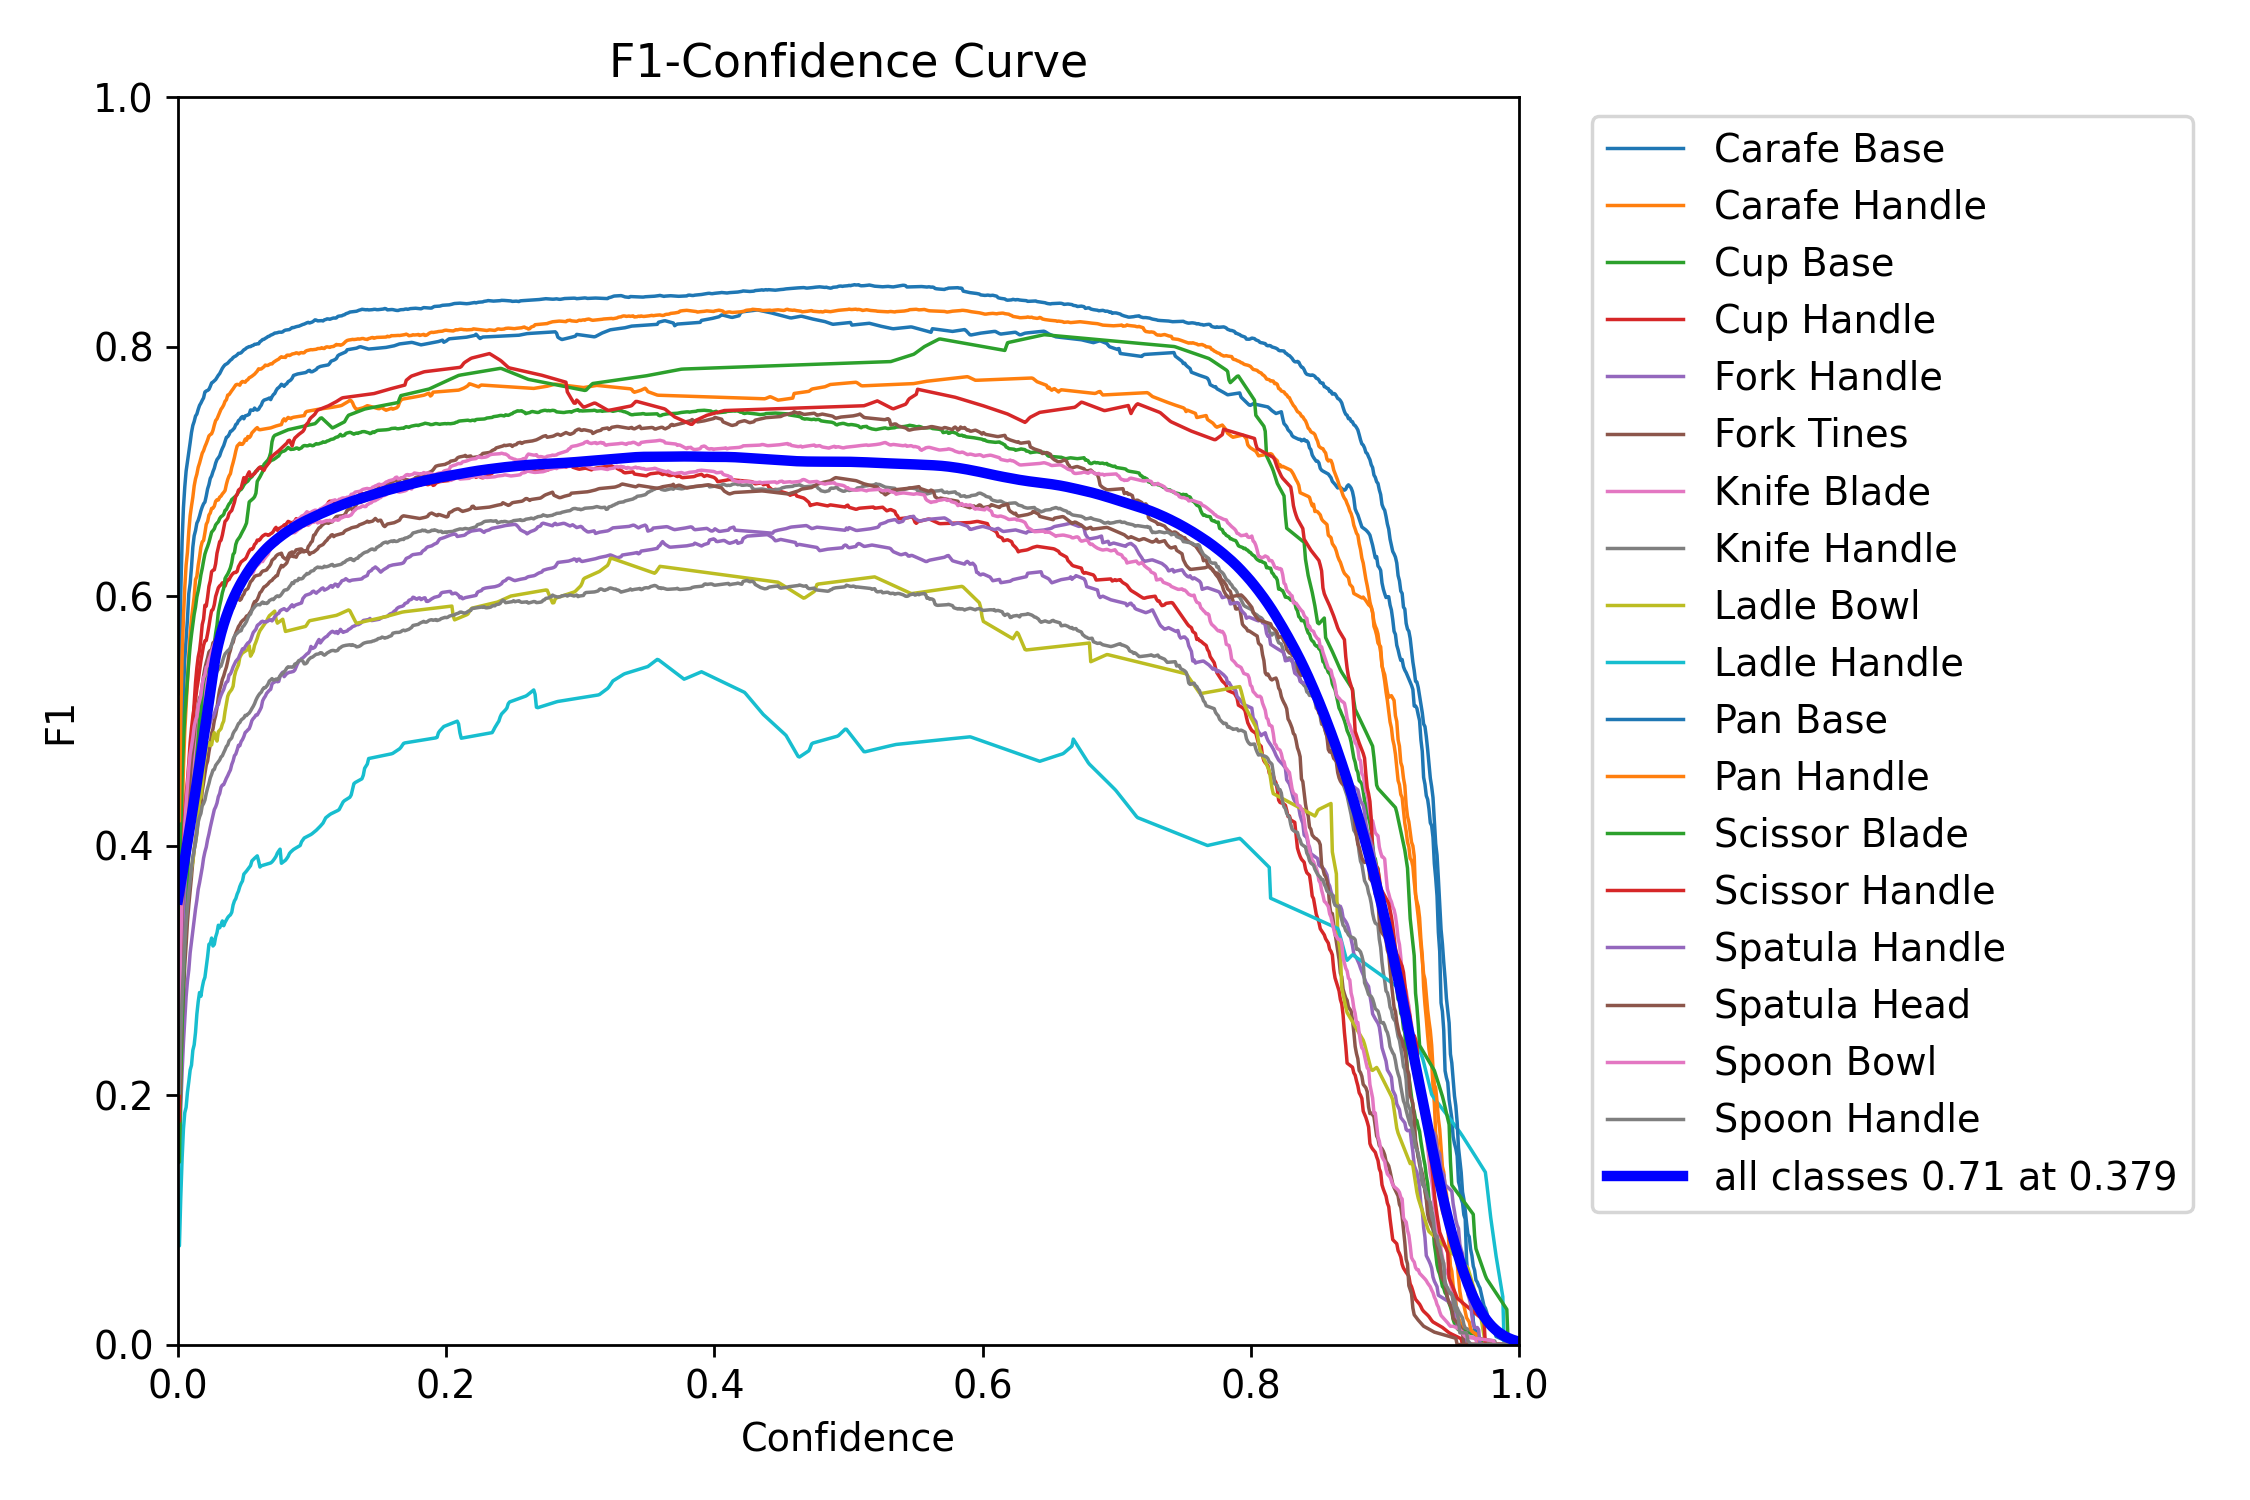 F1-Confidence Curve
1.0
0.8
0.6
0.4
0.2
0.0
F1
0.0 0.2 0.4 0.6 0.8 1.0
Confidence
Carafe Base
Carafe Handle
Cup Base
Cup Handle
Fork Handle
Fork Tines
Knife Blade
Knife Handle
Ladle Bowl
Ladle Handle
Pan Base
Pan Handle
Scissor Blade
Scissor Handle
Spatula Handle
Spatula Head
Spoon Bowl
Spoon Handle
all classes 0.71 at 0.379